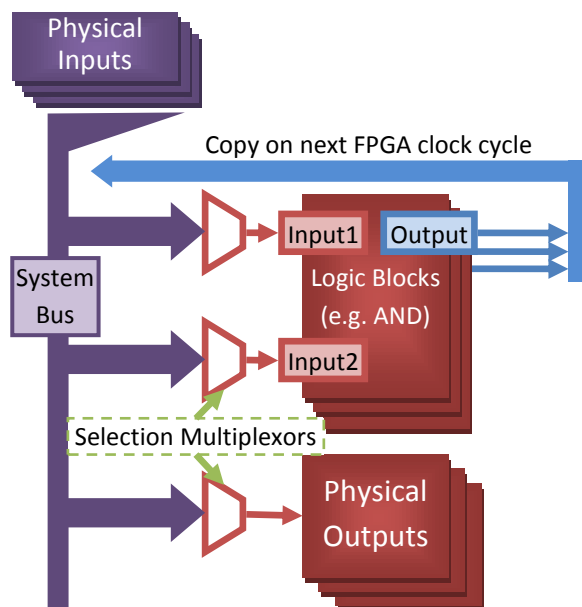 Physical
Inputs
Copy on next FPGA clock cycle
Input1
Output
System
Bus
Logic Blocks
(e.g. AND)
Input2
Selection Multiplexors
Physical
Outputs